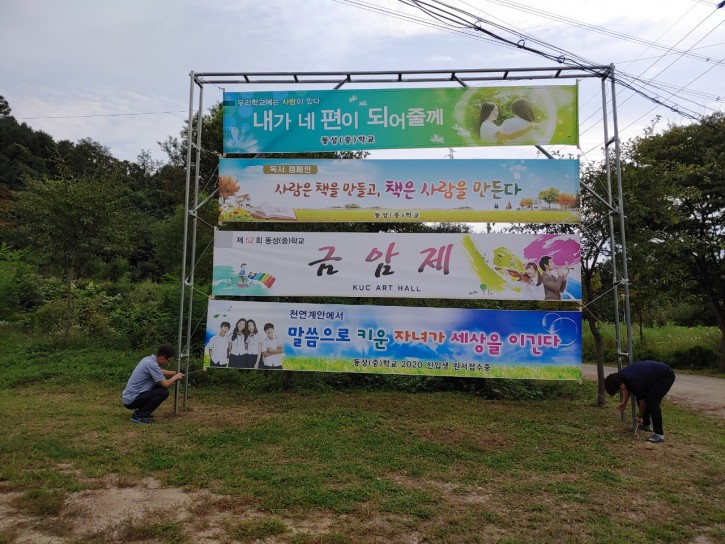 우리학교에는 사랑이 있다
내가 네 편이 되어줄께
동성(중)학교
독서 캠페인
사람은 책을 만들고, 책은 사람을 만든다
동성(중)학교
제 52 회 동성(중)학교
금 암 제
KUC ART HALL
천연계안에서
말씀으로 키운 자녀가 세상을 이긴다
동성(중)학교 2020 신입생 원서접수중